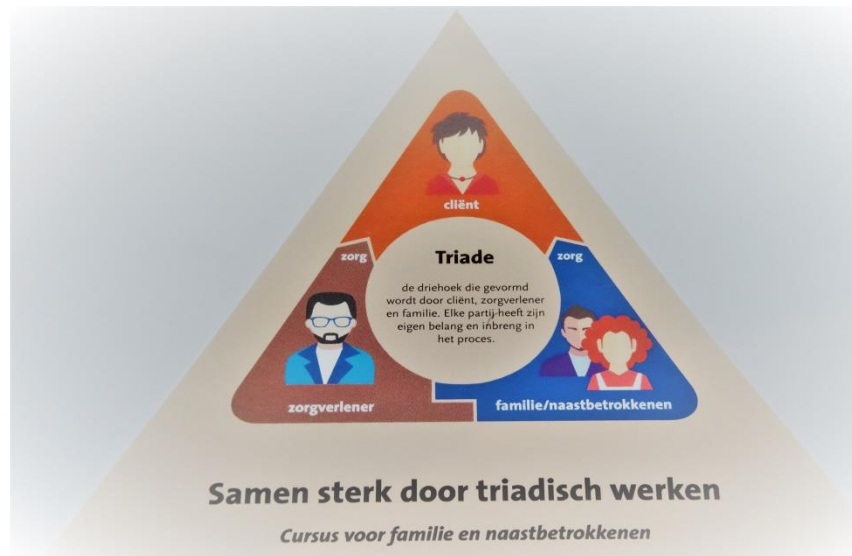 cliënt
zorg
zorg
Triade
de driehoek die gevormd
wordt door cliënt, zorgverlener
en familie. Elke partij heeft zijn
eigen belang en inbreng in
het proces.
zorgverlener
familie/naastbetrokkenen
Samen sterk door triadisch werken
Cursus voor familie en naastbetrokkenen